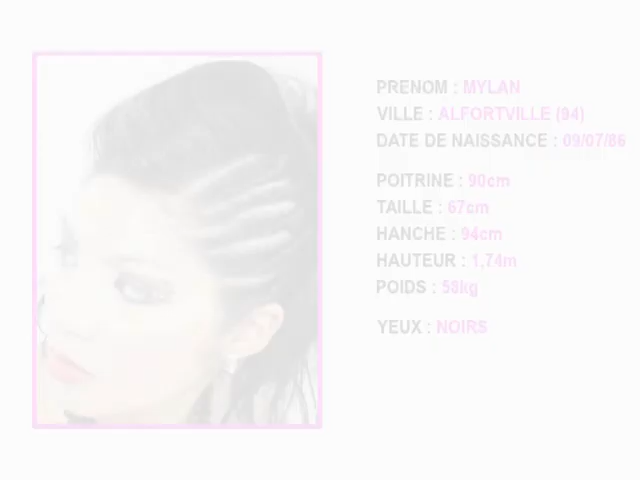 PRENOM : MYLAN
VILLE : ALFORTVILLE (94)
DATE DE NAISSANCE : 09/07/86
POITRINE : 90cm
TAILLE : 67cm
HANCHE : 94cm
HAUTEUR : 1,74m
POIDS : 58kg
YEUX : NOIRS